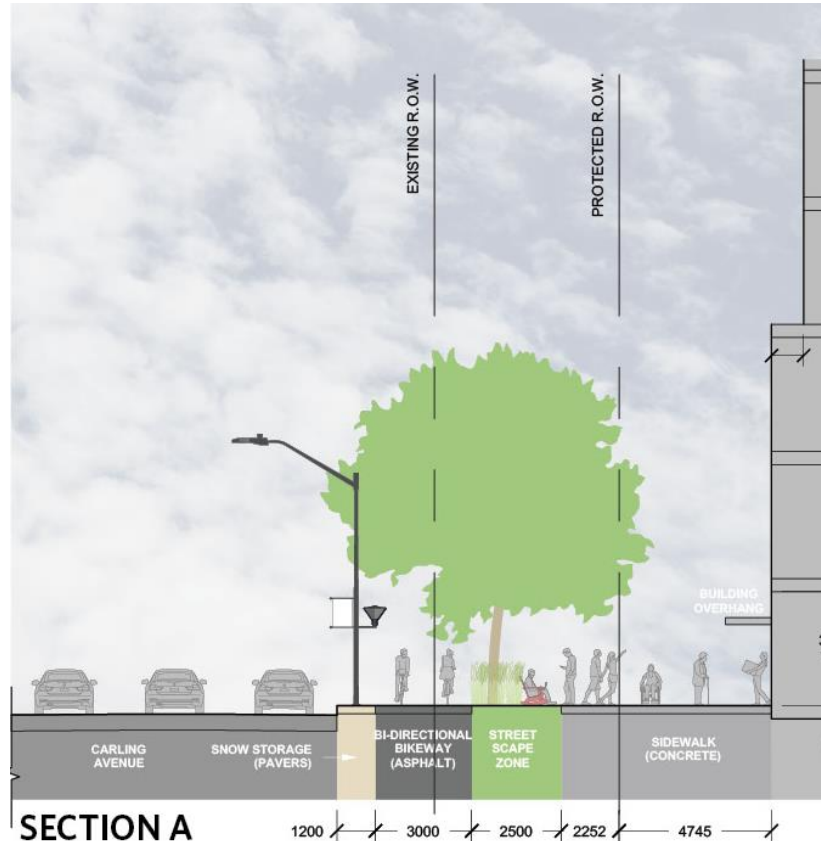 EXISTING R.O.W.
PROTECTED R.O.W.
BUILDING
OVERHANG
CARLING
AVENUE
SNOW STORAGE
(PAVERS)
BI-DIRECTIONAL
BIKEWAY
(ASPHALT)
STREET
SCAPE
ZONE
SIDEWALK
(CONCRETE)
SECTION A
1200
3000
2500
2252
4745